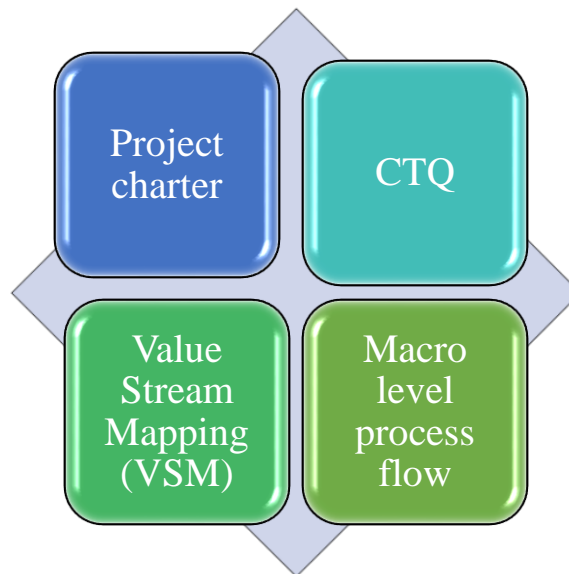 Project
charter
CTQ
Value
Stream
Mapping
(VSM)
Macro
level
process
flow